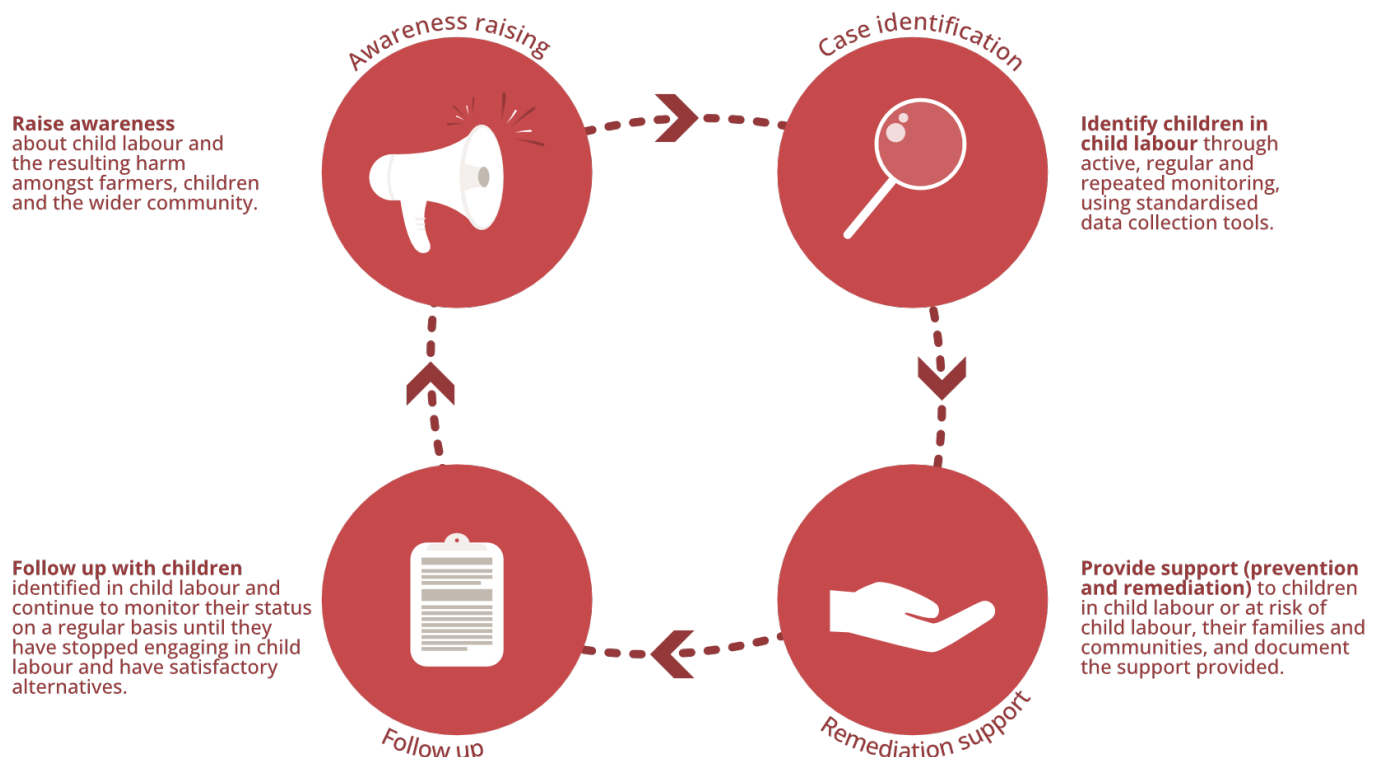 Awareness raising
Case identification
Raise awareness
about child labour and
the resulting harm
amongst farmers, children
and the wider community.
Identify children in
child labour through
active, regular and
repeated monitoring,
using standardised
data collection tools.
Follow up with children
identified in child labour and
continue to monitor their status
on a regular basis until they
have stopped engaging in child
labour and have satisfactory
alternatives.
Provide support (prevention
and remediation) to children
in child labour or at risk of
child labour, their families and
communities, and document
the support provided.
Follow up
Remediation support